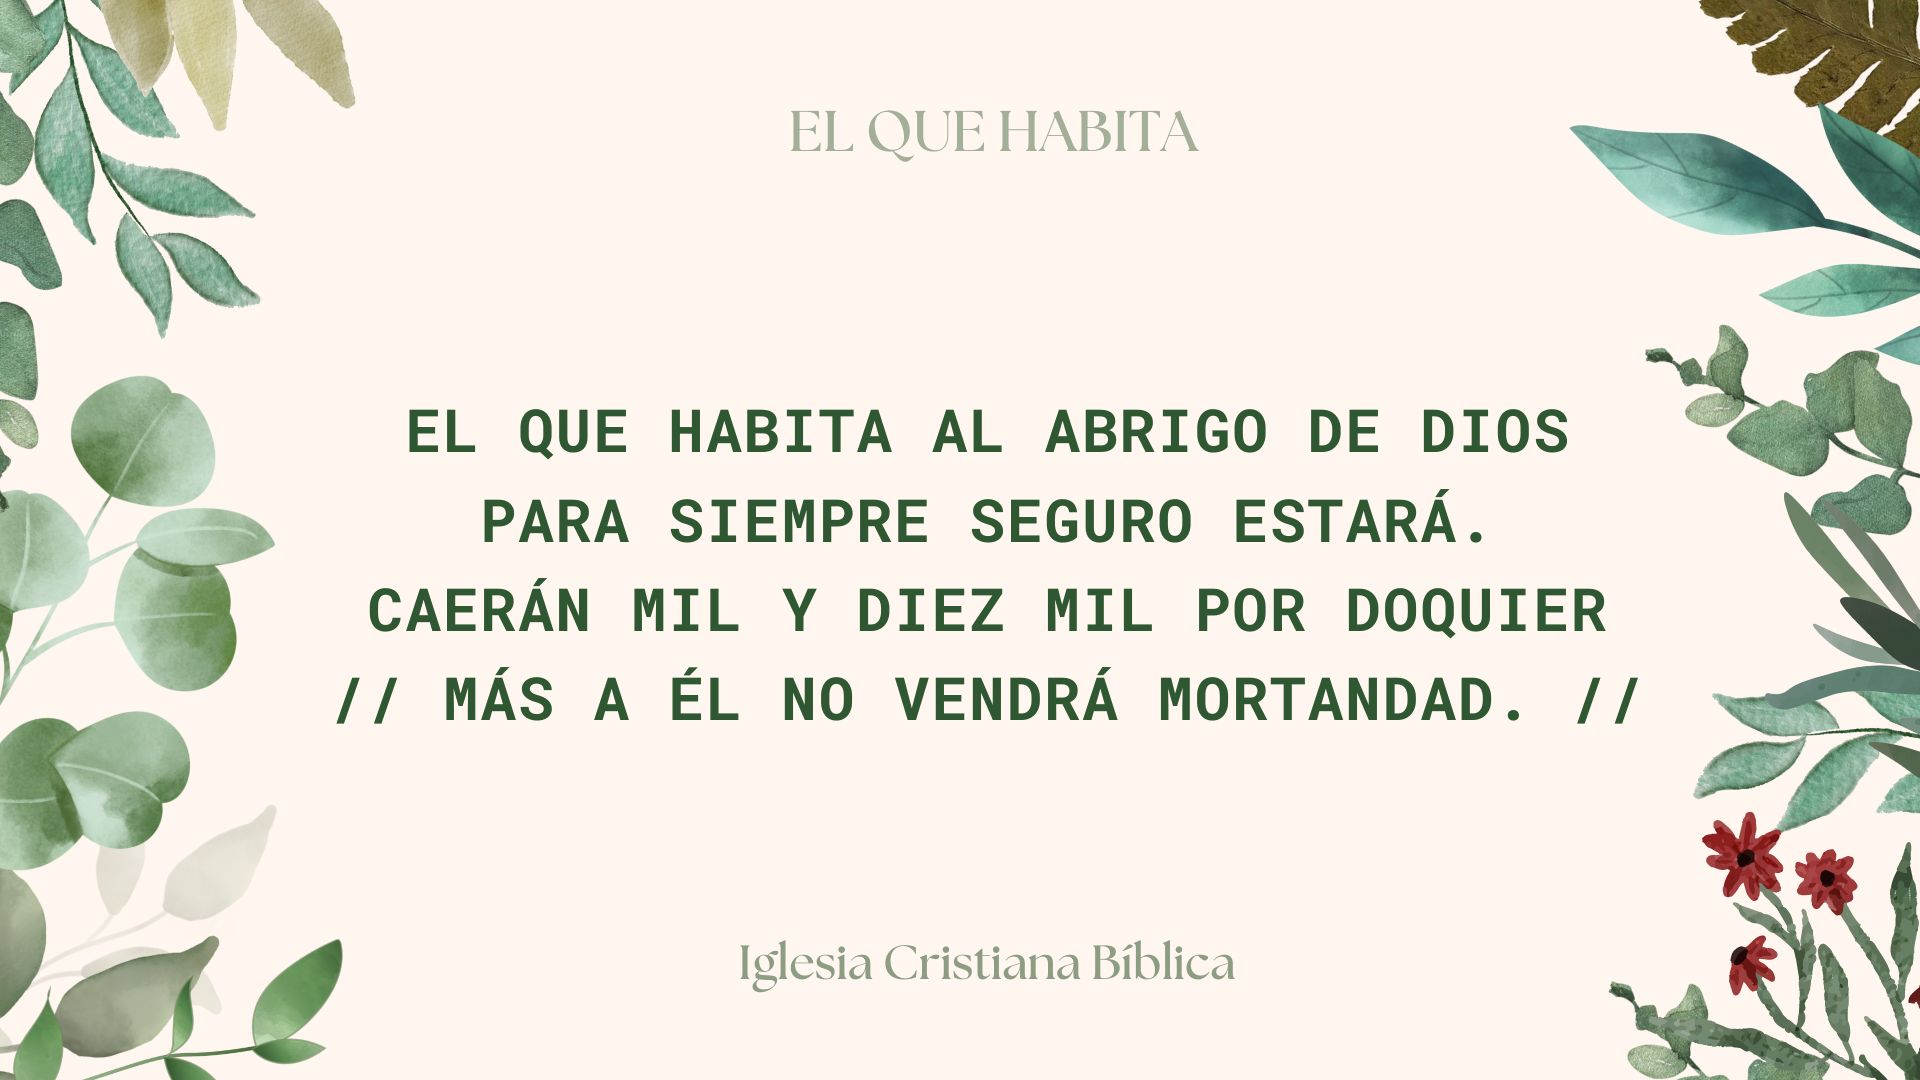 EL QUE HABITA
EL QUE HABITA AL ABRIGO DE DIOS
PARA SIEMPRE SEGURO ESTARÁ.
CAERÁN MIL Y DIEZ MIL POR DOQUIER
// MÁS A ÉL NO VENDRÁ MORTANDAD. //
Iglesia Cristiana Bíblica